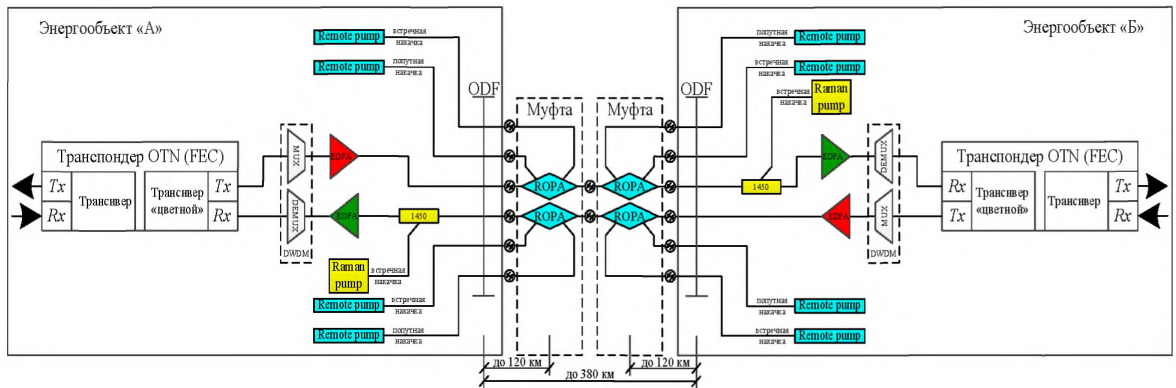 Энергообъект «А»
Remote pump
встречная
накачка
Remote pump
попутная
накачка
ODF
Муфта
Муфта
ODF
попутная
накачка
Remote pump
встречная
накачка
Remote pump
встречная
накачка
Raman
pump
Энергообъект «Б»
Транспондер OTN (FEC)
Tx
Rx
Трансивер
Трансивер
«цветной»
Tx
Rx
MUX
DEMUX
DWDM
EDFA
EDFA
1450
Raman
pump
встречная
накачка
Remote pump
встречная
накачка
Remote pump
попутная
накачка
ROPA
ROPA
ROPA
ROPA
1450
EDFA
EDFA
DEMUX
MUX
DWDM
Транспондер OTN (FEC)
Rx
Tx
Трансивер
«цветной»
Трансивер
Tx
Rx
попутная
накачка
Remote pump
встречная
накачка
Remote pump
до 120 км
до 120 км
до 380 км